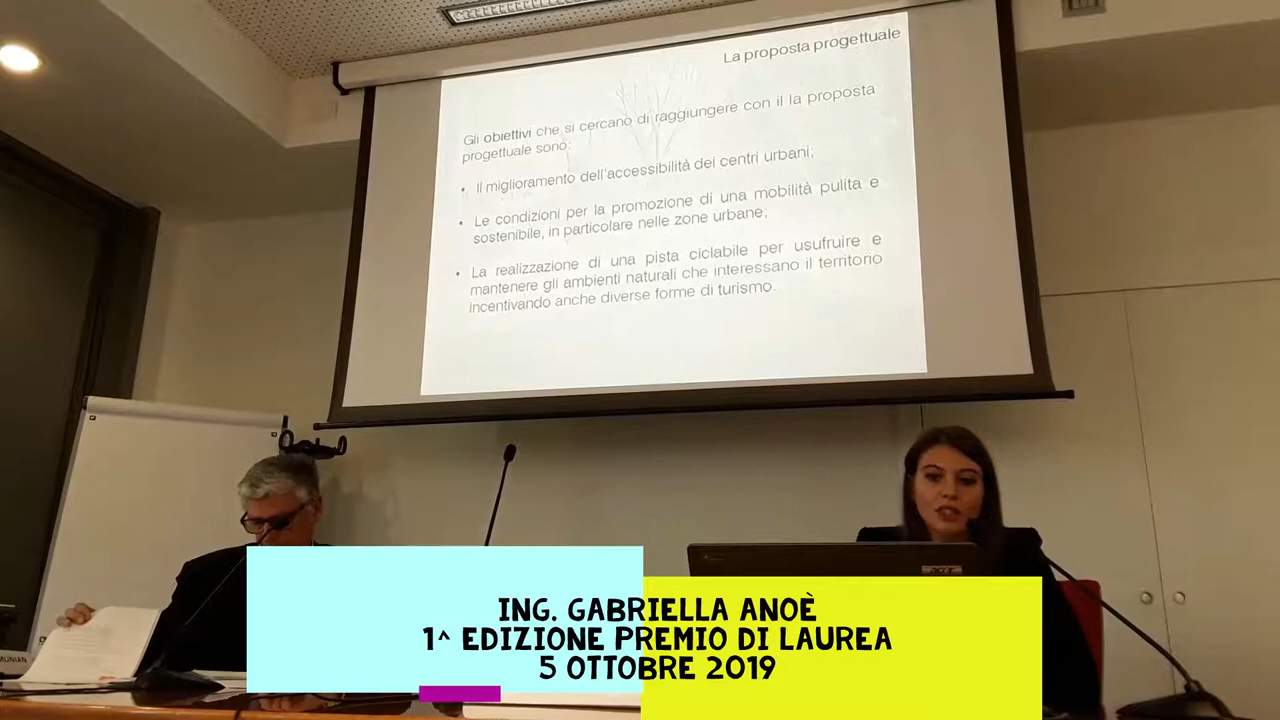 La proposta progettuale
Gli obiettivi che si cercano di raggiungere con il la proposta
progettuale sono:
• Il miglioramento dell'accessibilità dei centri urbani;
• Le condizioni per la promozione di una mobilità pulita e
sostenibile, in particolare nelle zone urbane;
• La realizzazione di una pista ciclabile per usufruire e
mantenere gli ambienti naturali che interessano il territorio
incentivando anche diverse forme di turismo.
acer
MUNIAN
ING. GABRIELLA ANOÈ
1^ EDIZIONE PREMIO DI LAUREA
5 OTTOBRE 2019